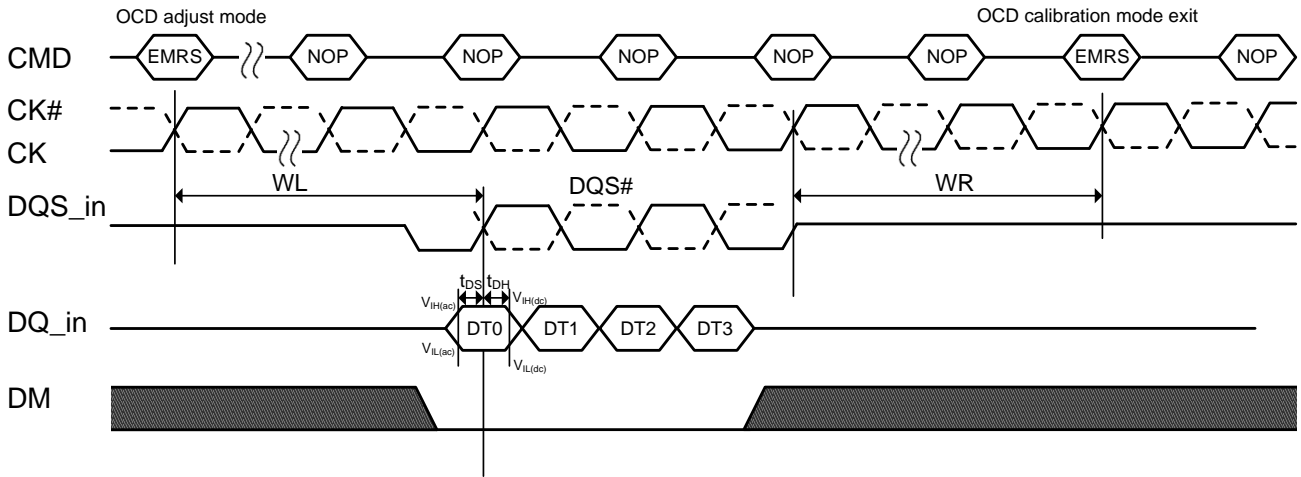 OCD adjust mode
OCD calibration mode exit
CMD
EMRS
NOP
NOP
NOP
NOP
NOP
EMRS
NOP
CK#
CK
WL
DQS#
WR
DQS_in
tDS
tDH
VIH(ac)
VIH(dc)
DQ_in
DT0
DT1
DT2
DT3
VIL(ac)
VIL(dc)
DM